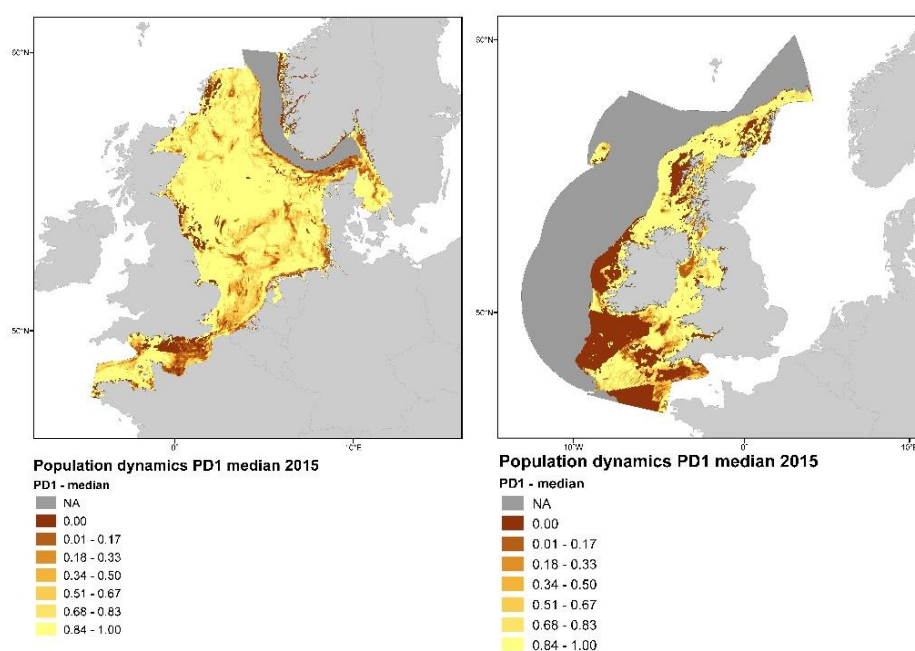 60°N
50°N
0°
10°E
Population dynamics PD1 median 2015
PD1 - median
NA
0.00
0.01 - 0.17
0.18 - 0.33
0.34 - 0.50
0.51 - 0.67
0.68 - 0.83
0.84 - 1.00
60°N
50°N
10°W
0°
10°E
Population dynamics PD1 median 2015
PD1 - median
NA
0.00
0.01 - 0.17
0.18 - 0.33
0.34 - 0.50
0.51 - 0.67
0.68 - 0.83
0.84 - 1.00